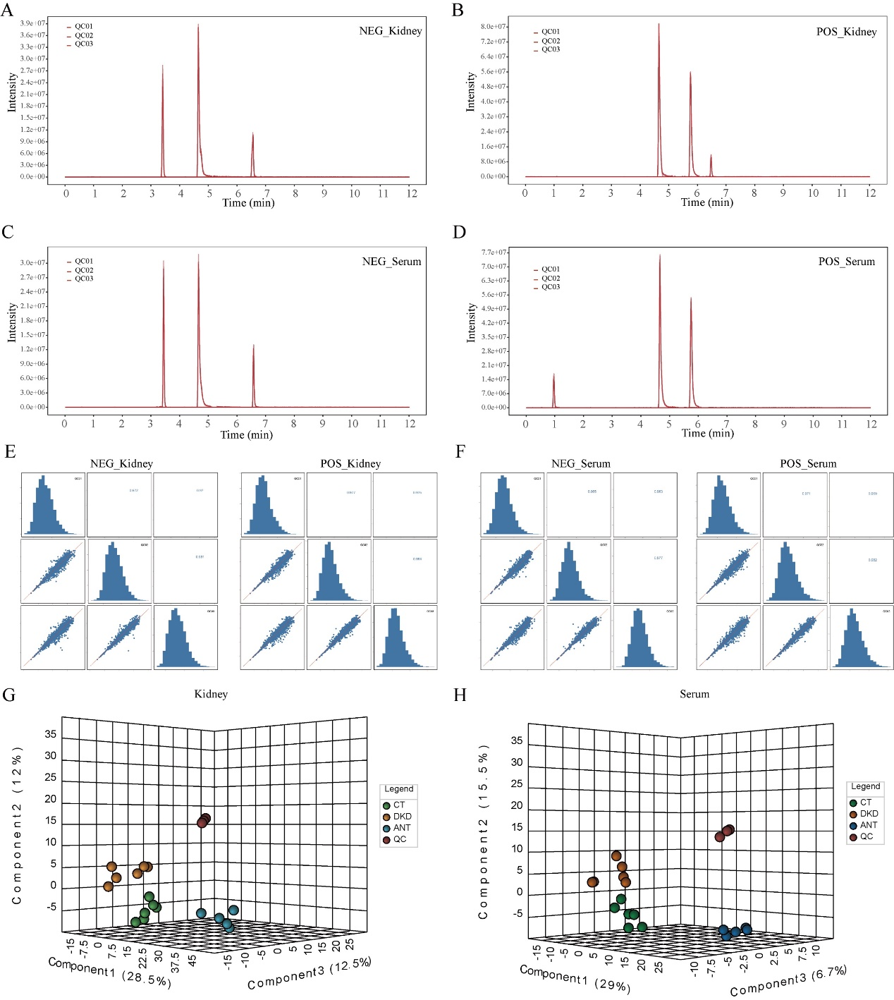 A
NEG_Kidney
QC01
QC02
QC03
3.9e+07
3.6e+07
3.3e+07
3.0e+07
2.7e+07
2.4e+07
2.1e+07
1.8e+07
1.5e+07
1.2e+07
9.0e+06
6.0e+06
3.0e+06
0.0e+00
Intensity
0 1 2 3 4 5 6 7 8 9 10 11 12
Time (min)
B
POS_Kidney
QC01
QC02
QC03
8.0e+07
7.2e+07
6.4e+07
5.6e+07
4.8e+07
4.0e+07
3.2e+07
2.4e+07
1.6e+07
8.0e+06
0.0e+00
Intensity
0 1 2 3 4 5 6 7 8 9 10 11 12
Time (min)
C
NEG_Serum
QC01
QC02
QC03
3.0e+07
2.7e+07
2.4e+07
2.1e+07
1.8e+07
1.5e+07
1.2e+07
9.0e+06
6.0e+06
3.0e+06
0.0e+00
Intensity
0 1 2 3 4 5 6 7 8 9 10 11 12
Time (min)
D
POS_Serum
QC01
QC02
QC03
7.7e+07
7.0e+07
6.3e+07
5.6e+07
4.9e+07
4.2e+07
3.5e+07
2.8e+07
2.1e+07
1.4e+07
7.0e+06
0.0e+00
Intensity
0 1 2 3 4 5 6 7 8 9 10 11 12
Time (min)
E
NEG_Kidney
POS_Kidney
F
NEG_Serum
POS_Serum
QC01
0.97
0.965
0.963
0.977
0.971
G
Kidney
35
30
25
20
15
10
5
0
-5
Component2 (12%)
-15 -7.5 0 7.5 15 22.5 30 37.5 45
Component1 (28.5%)
-15 -10 -5 0 5 10 15 20 25
Component3 (12.5%)
Legend
CT
DKD
ANT
QC
H
Serum
35
30
25
20
15
10
5
0
-5
Component2 (15.5%)
-15 -10 -5 0 5 10 15 20 25
Component1 (29%)
-10 -7.5 -5 -2.5 0 2.5 5 7.5 10
Component3 (6.7%)
Legend
CT
DKD
ANT
QC